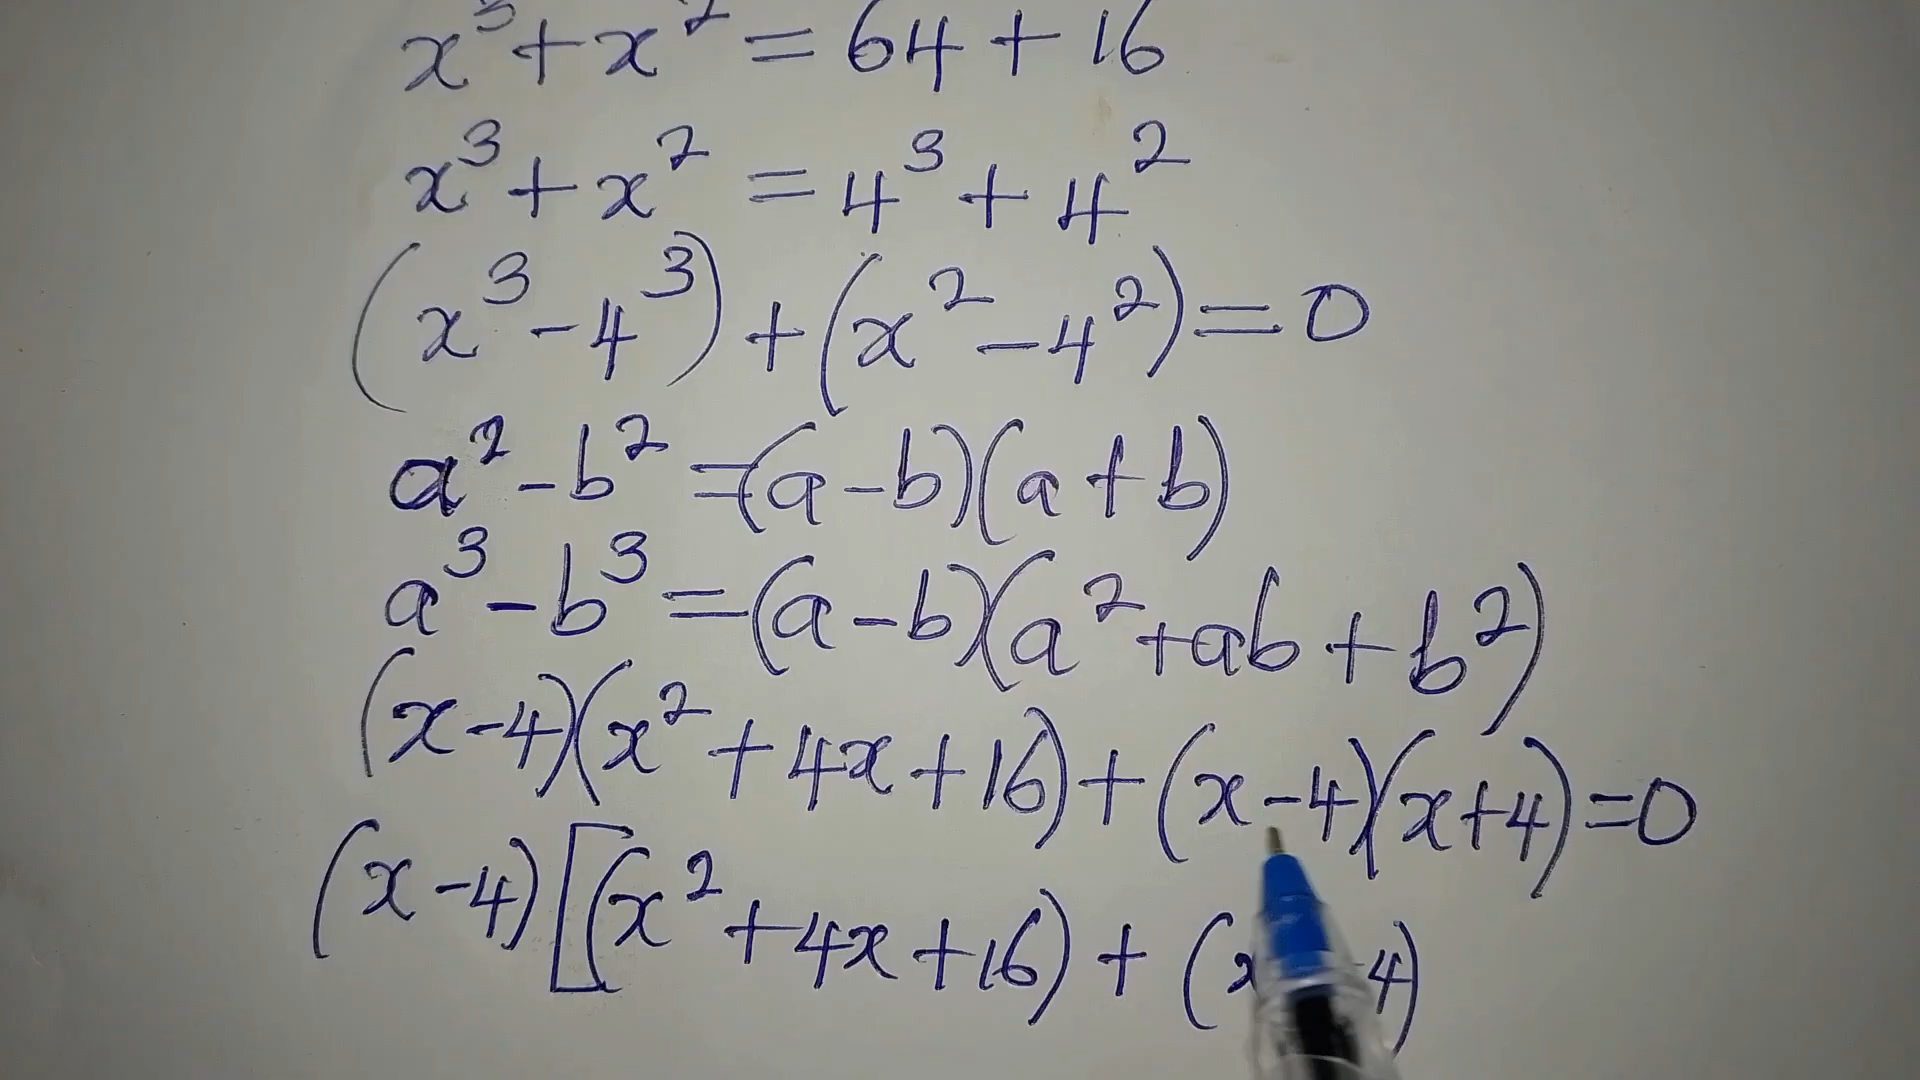 x³ + x² = 64 + 16
x³ + x² = 4³ + 4²
(x³ - 4³) + (x² - 4²) = 0
a² - b² = (a - b)(a + b)
a³ - b³ = (a - b)(a² + ab + b²)
(x - 4)(x² + 4x + 16) + (x - 4)(x + 4) = 0
(x - 4)[(x² + 4x + 16) + (x 4)